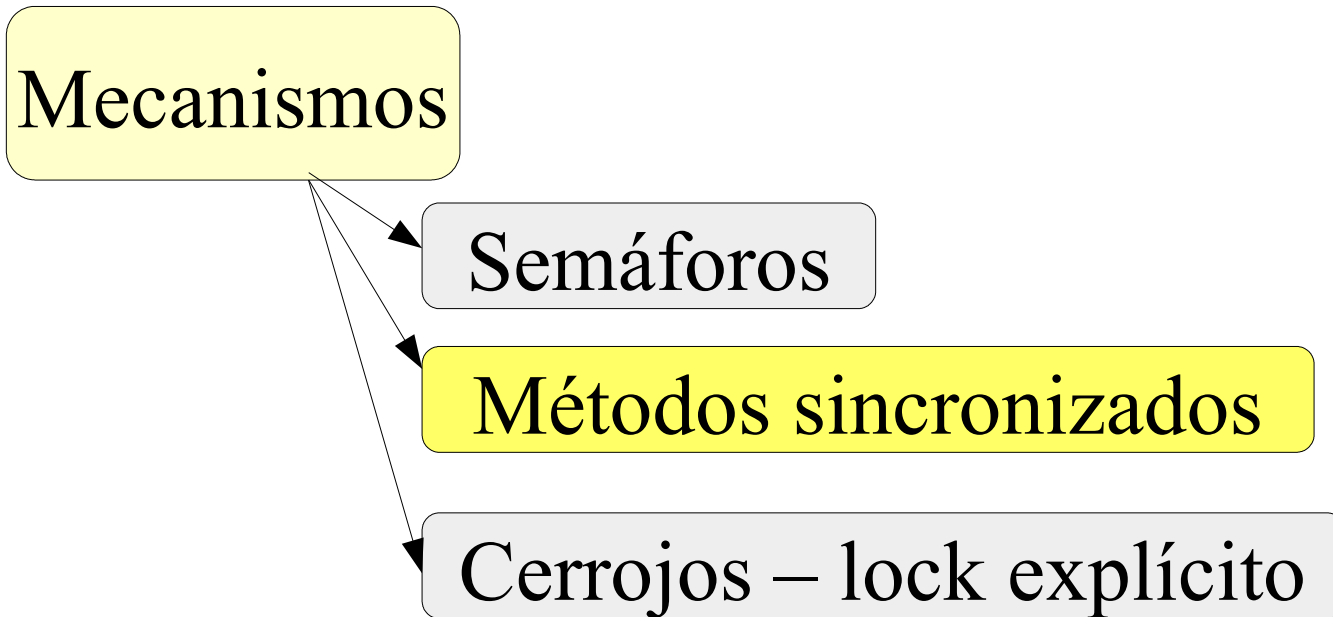 Mecanismos
Semáforos
Métodos sincronizados
Cerrojos – lock explícito